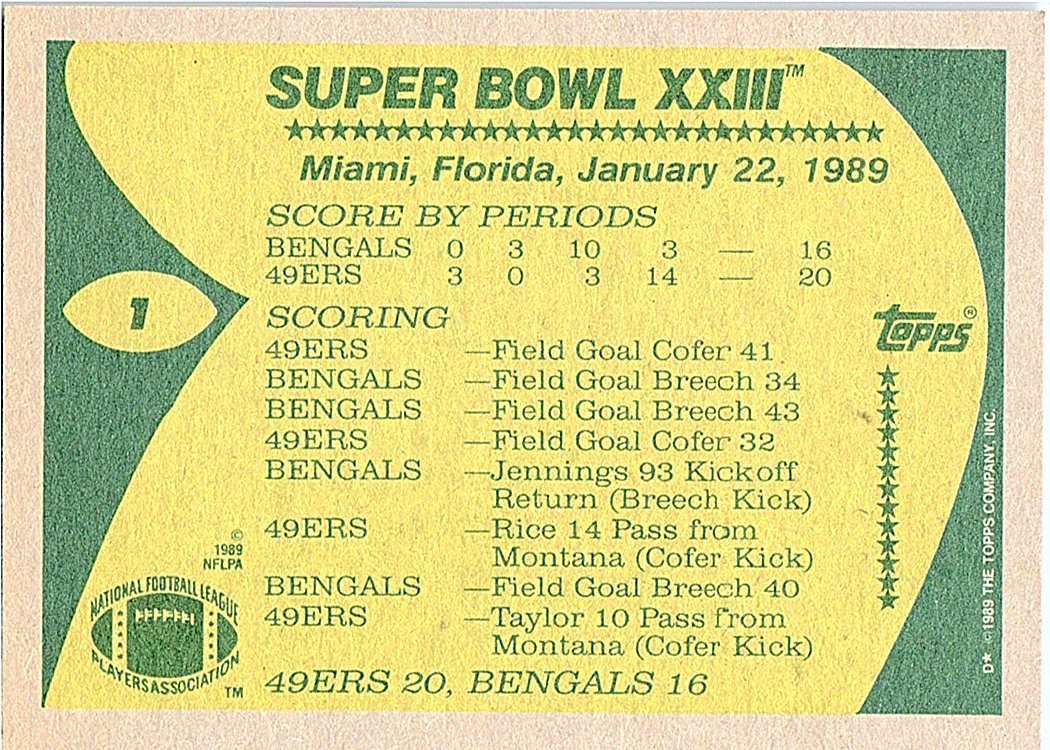 SUPER BOWL XXIII™
Miami, Florida, January 22, 1989
SCORE BY PERIODS
BENGALS 0 3 10 3 — 16
49ERS 3 0 3 14 — 20
1
SCORING
topps®
49ERS —Field Goal Cofer 41
BENGALS —Field Goal Breech 34
BENGALS —Field Goal Breech 43
49ERS —Field Goal Cofer 32
BENGALS —Jennings 93 Kickoff
Return (Breech Kick)
49ERS —Rice 14 Pass from
Montana (Cofer Kick)
BENGALS —Field Goal Breech 40
49ERS —Taylor 10 Pass from
Montana (Cofer Kick)
49ERS 20, BENGALS 16
©
1989
NFLPA
NATIONAL FOOTBALL LEAGUE
PLAYERS ASSOCIATION
™
D★ ©1989 THE TOPPS COMPANY, INC.